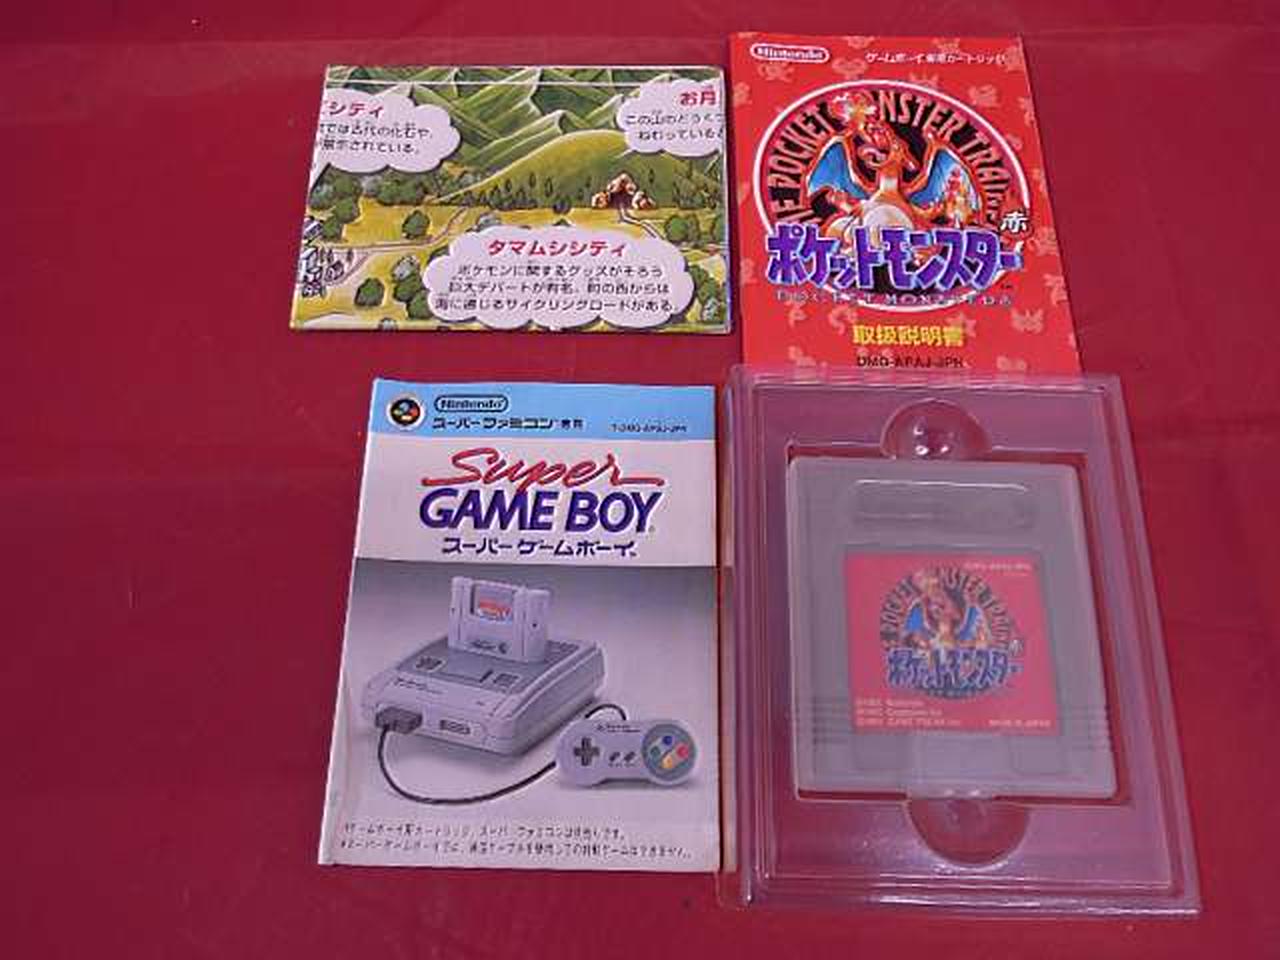 シティ
では古代の化石や、
展示されている。
お月
この山のどうくつ
ねむっている
タマムシシティ
ポケモンに関するグッズがそろう
巨大デパートが有名。町の西からは
海に通じるサイクリングロードがある。
Nintendo
ゲームボーイ専用カートリッジ
THE POCKET MONSTER TRAINER
赤
ポケットモンスター
POCKET MONSTERS
取扱説明書
DMG-APAJ-JPN
Nintendo
スーパーファミコン専用
Super
GAME BOY
スーパーゲームボーイ
POCKET MONSTER TRAINER
赤
ポケットモンスター
MADE IN JAPAN